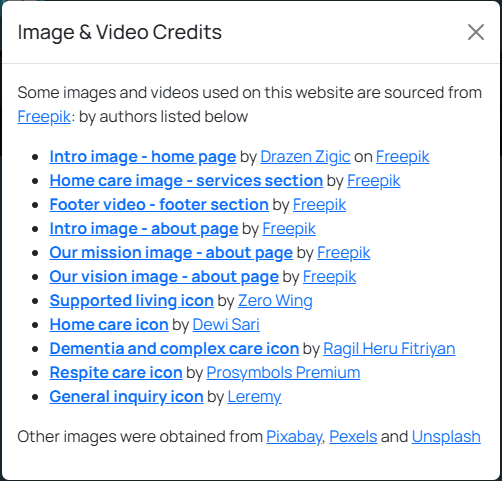 Image & Video Credits
Some images and videos used on this website are sourced from
Freepik: by authors listed below
Intro image - home page by Drazen Zigic on Freepik
Home care image - services section by Freepik
Footer video - footer section by Freepik
Intro image - about page by Freepik
Our mission image - about page by Freepik
Our vision image - about page by Freepik
Supported living icon by Zero Wing
Home care icon by Dewi Sari
Dementia and complex care icon by Ragil Heru Fitriyan
Respite care icon by Prosymbols Premium
General inquiry icon by Leremy
Other images were obtained from Pixabay, Pexels and Unsplash